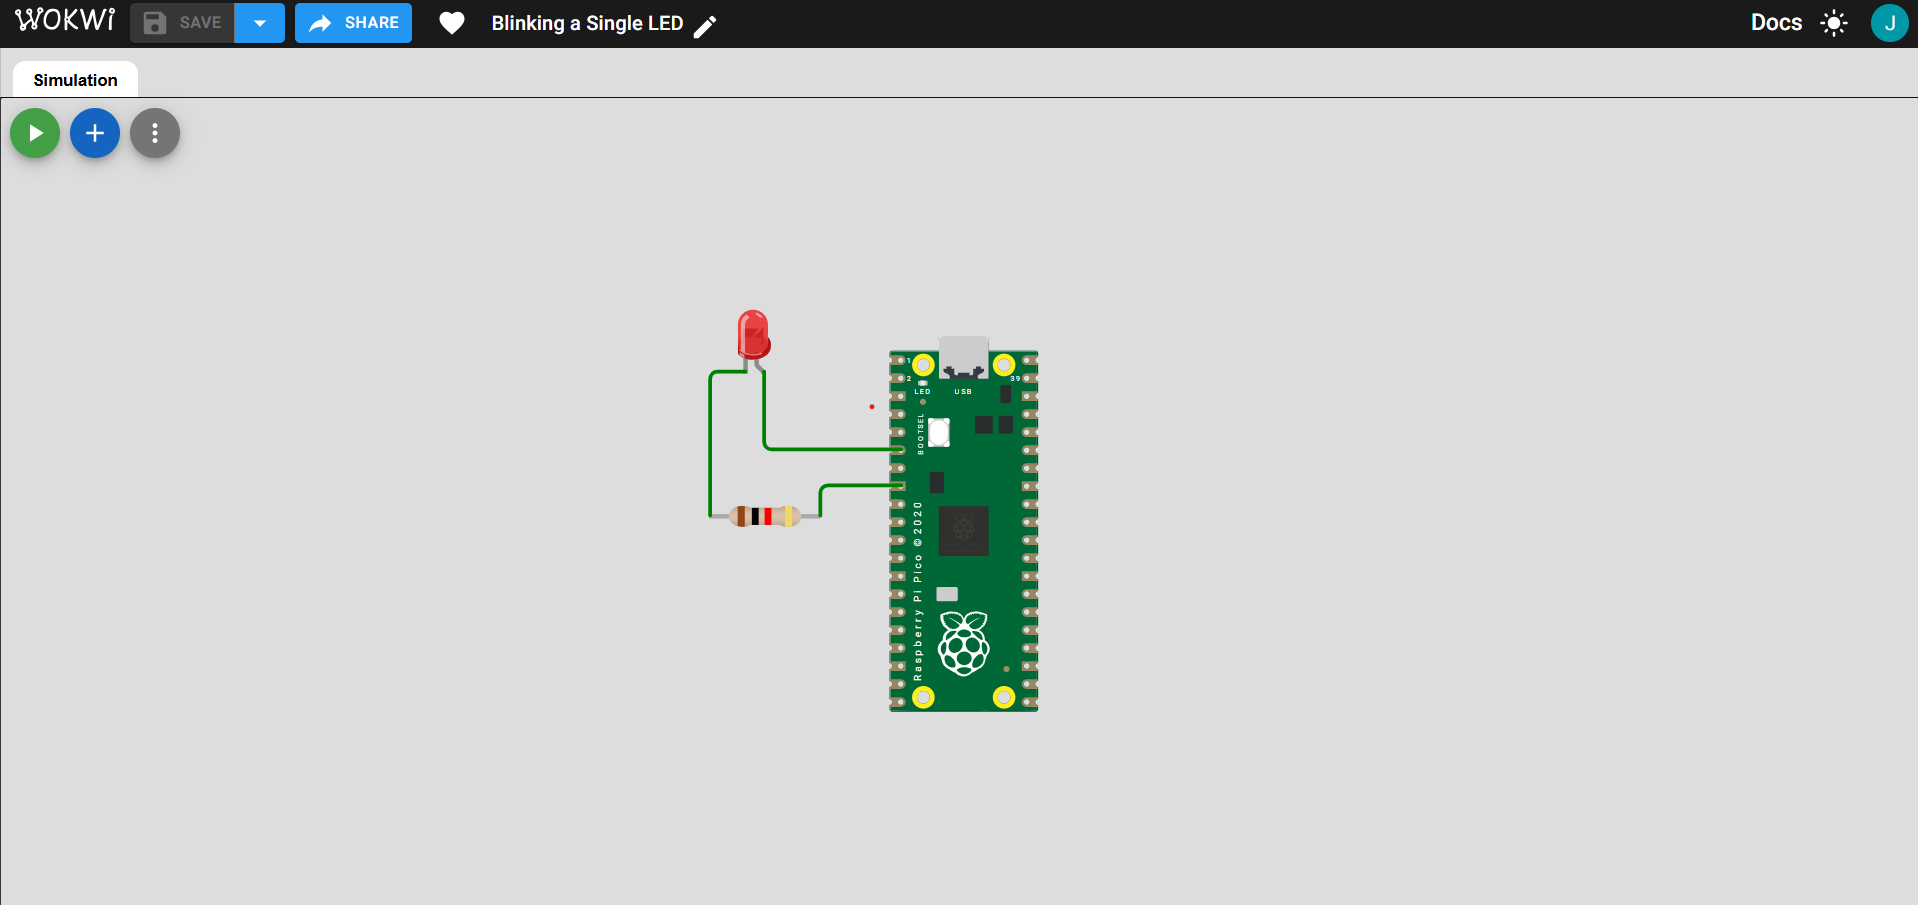 WOKWi
SAVE
SHARE
Blinking a Single LED
Docs
J
Simulation
1
2
39
LED
USB
BOOTSEL
Raspberry Pi Pico ©2020